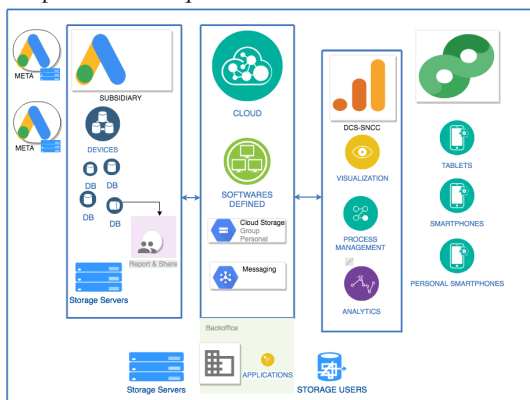 META
META
SUBSIDIARY
DEVICES
DB
DB
DB
DB
Report & Share
Storage Servers
CLOUD
SOFTWARES
DEFINED
Cloud Storage
Group
Personal
Messaging
DCS-SNCC
VISUALIZATION
PROCESS
MANAGEMENT
ANALYTICS
TABLETS
SMARTPHONES
PERSONAL SMARTPHONES
Backoffice
Storage Servers
APPLICATIONS
STORAGE USERS